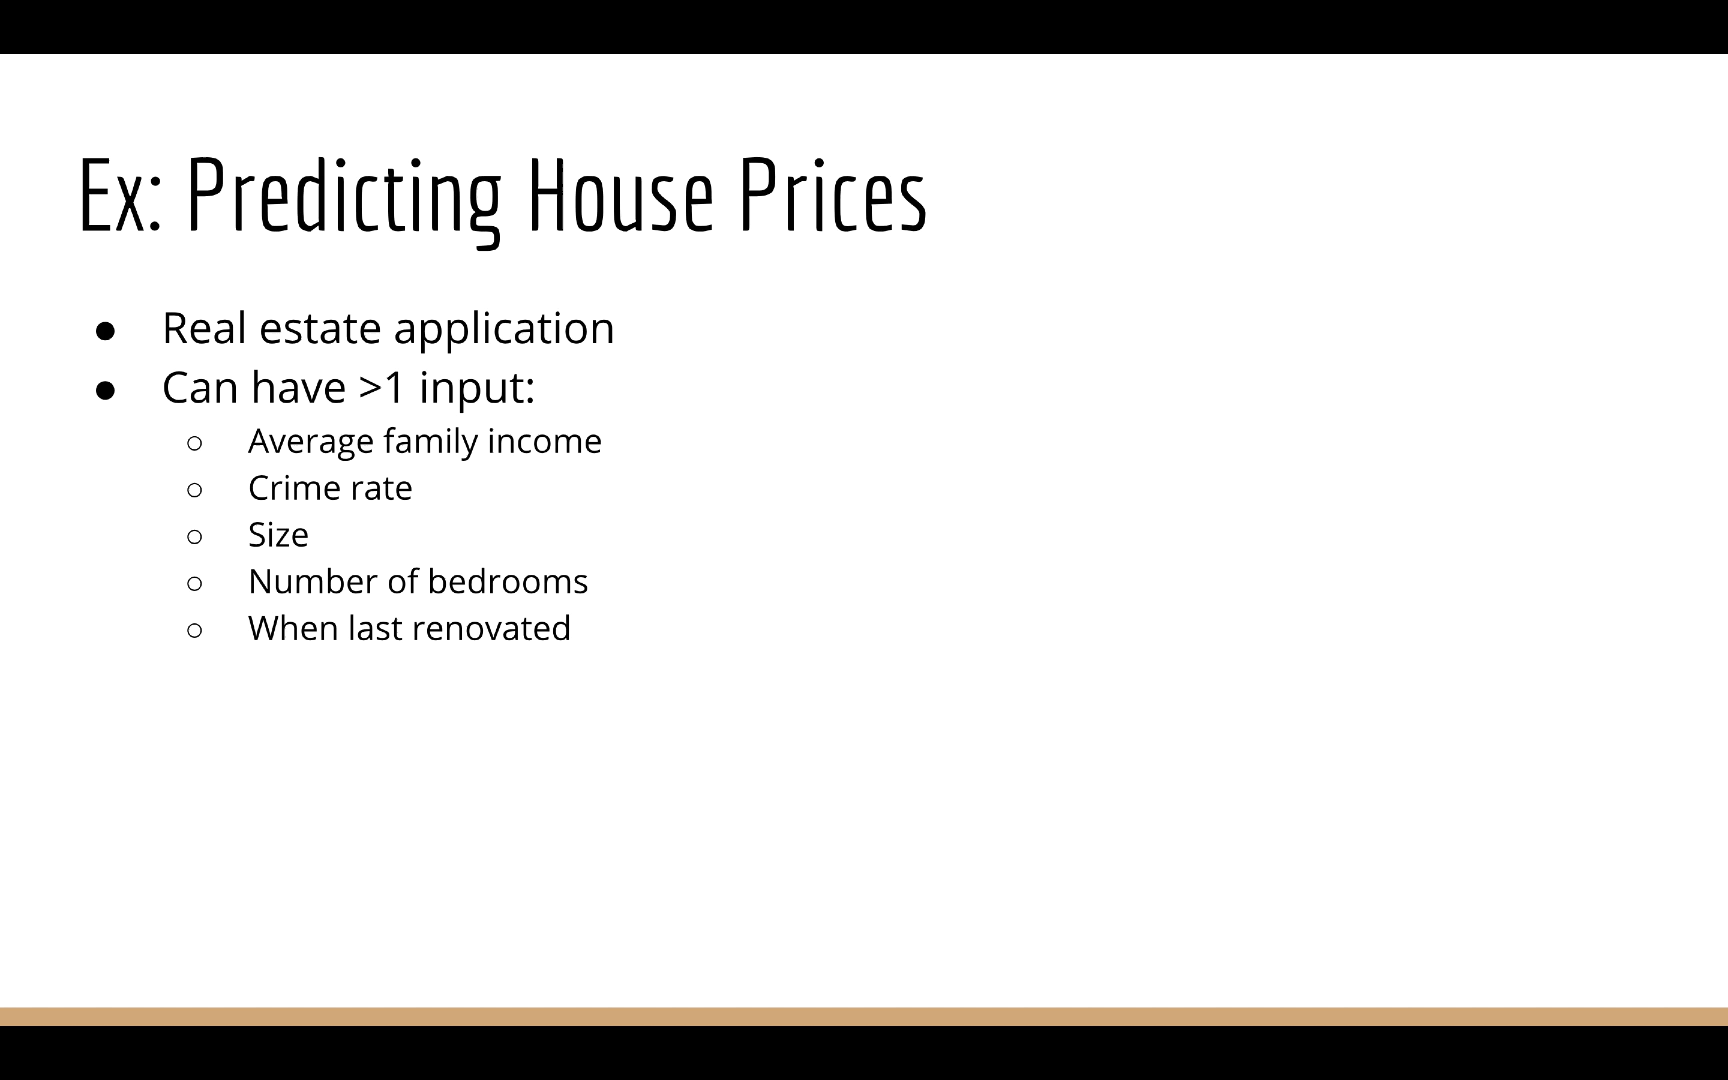 Ex: Predicting House Prices
● Real estate application
● Can have >1 input:
○ Average family income
○ Crime rate
○ Size
○ Number of bedrooms
○ When last renovated